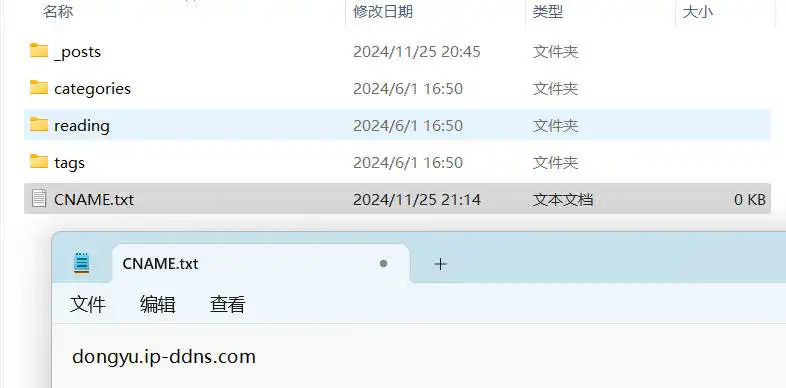 名称 修改日期 类型 大小
_posts 2024/11/25 20:45 文件夹
categories 2024/6/1 16:50 文件夹
reading 2024/6/1 16:50 文件夹
tags 2024/6/1 16:50 文件夹
CNAME.txt 2024/11/25 21:14 文本文档 0 KB
CNAME.txt
文件 编辑 查看
dongyu.ip-ddns.com